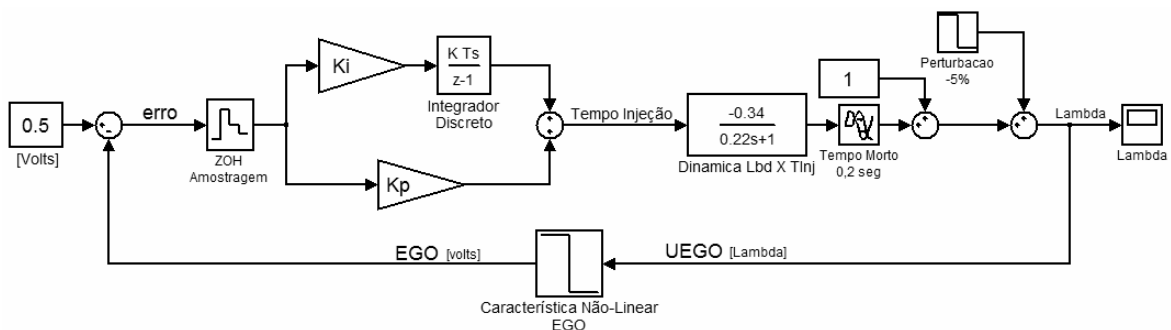 0.5
[Volts]
erro
ZOH
Amostragem
Ki
K Ts
z-1
Integrador
Discreto
Kp
Tempo Injeção
-0.34
0.22s+1
Dinamica Lbd X TInj
Tempo Morto
0,2 seg
1
Perturbacao
-5%
Lambda
Lambda
EGO [volts]
UEGO [Lambda]
Característica Não-Linear
EGO